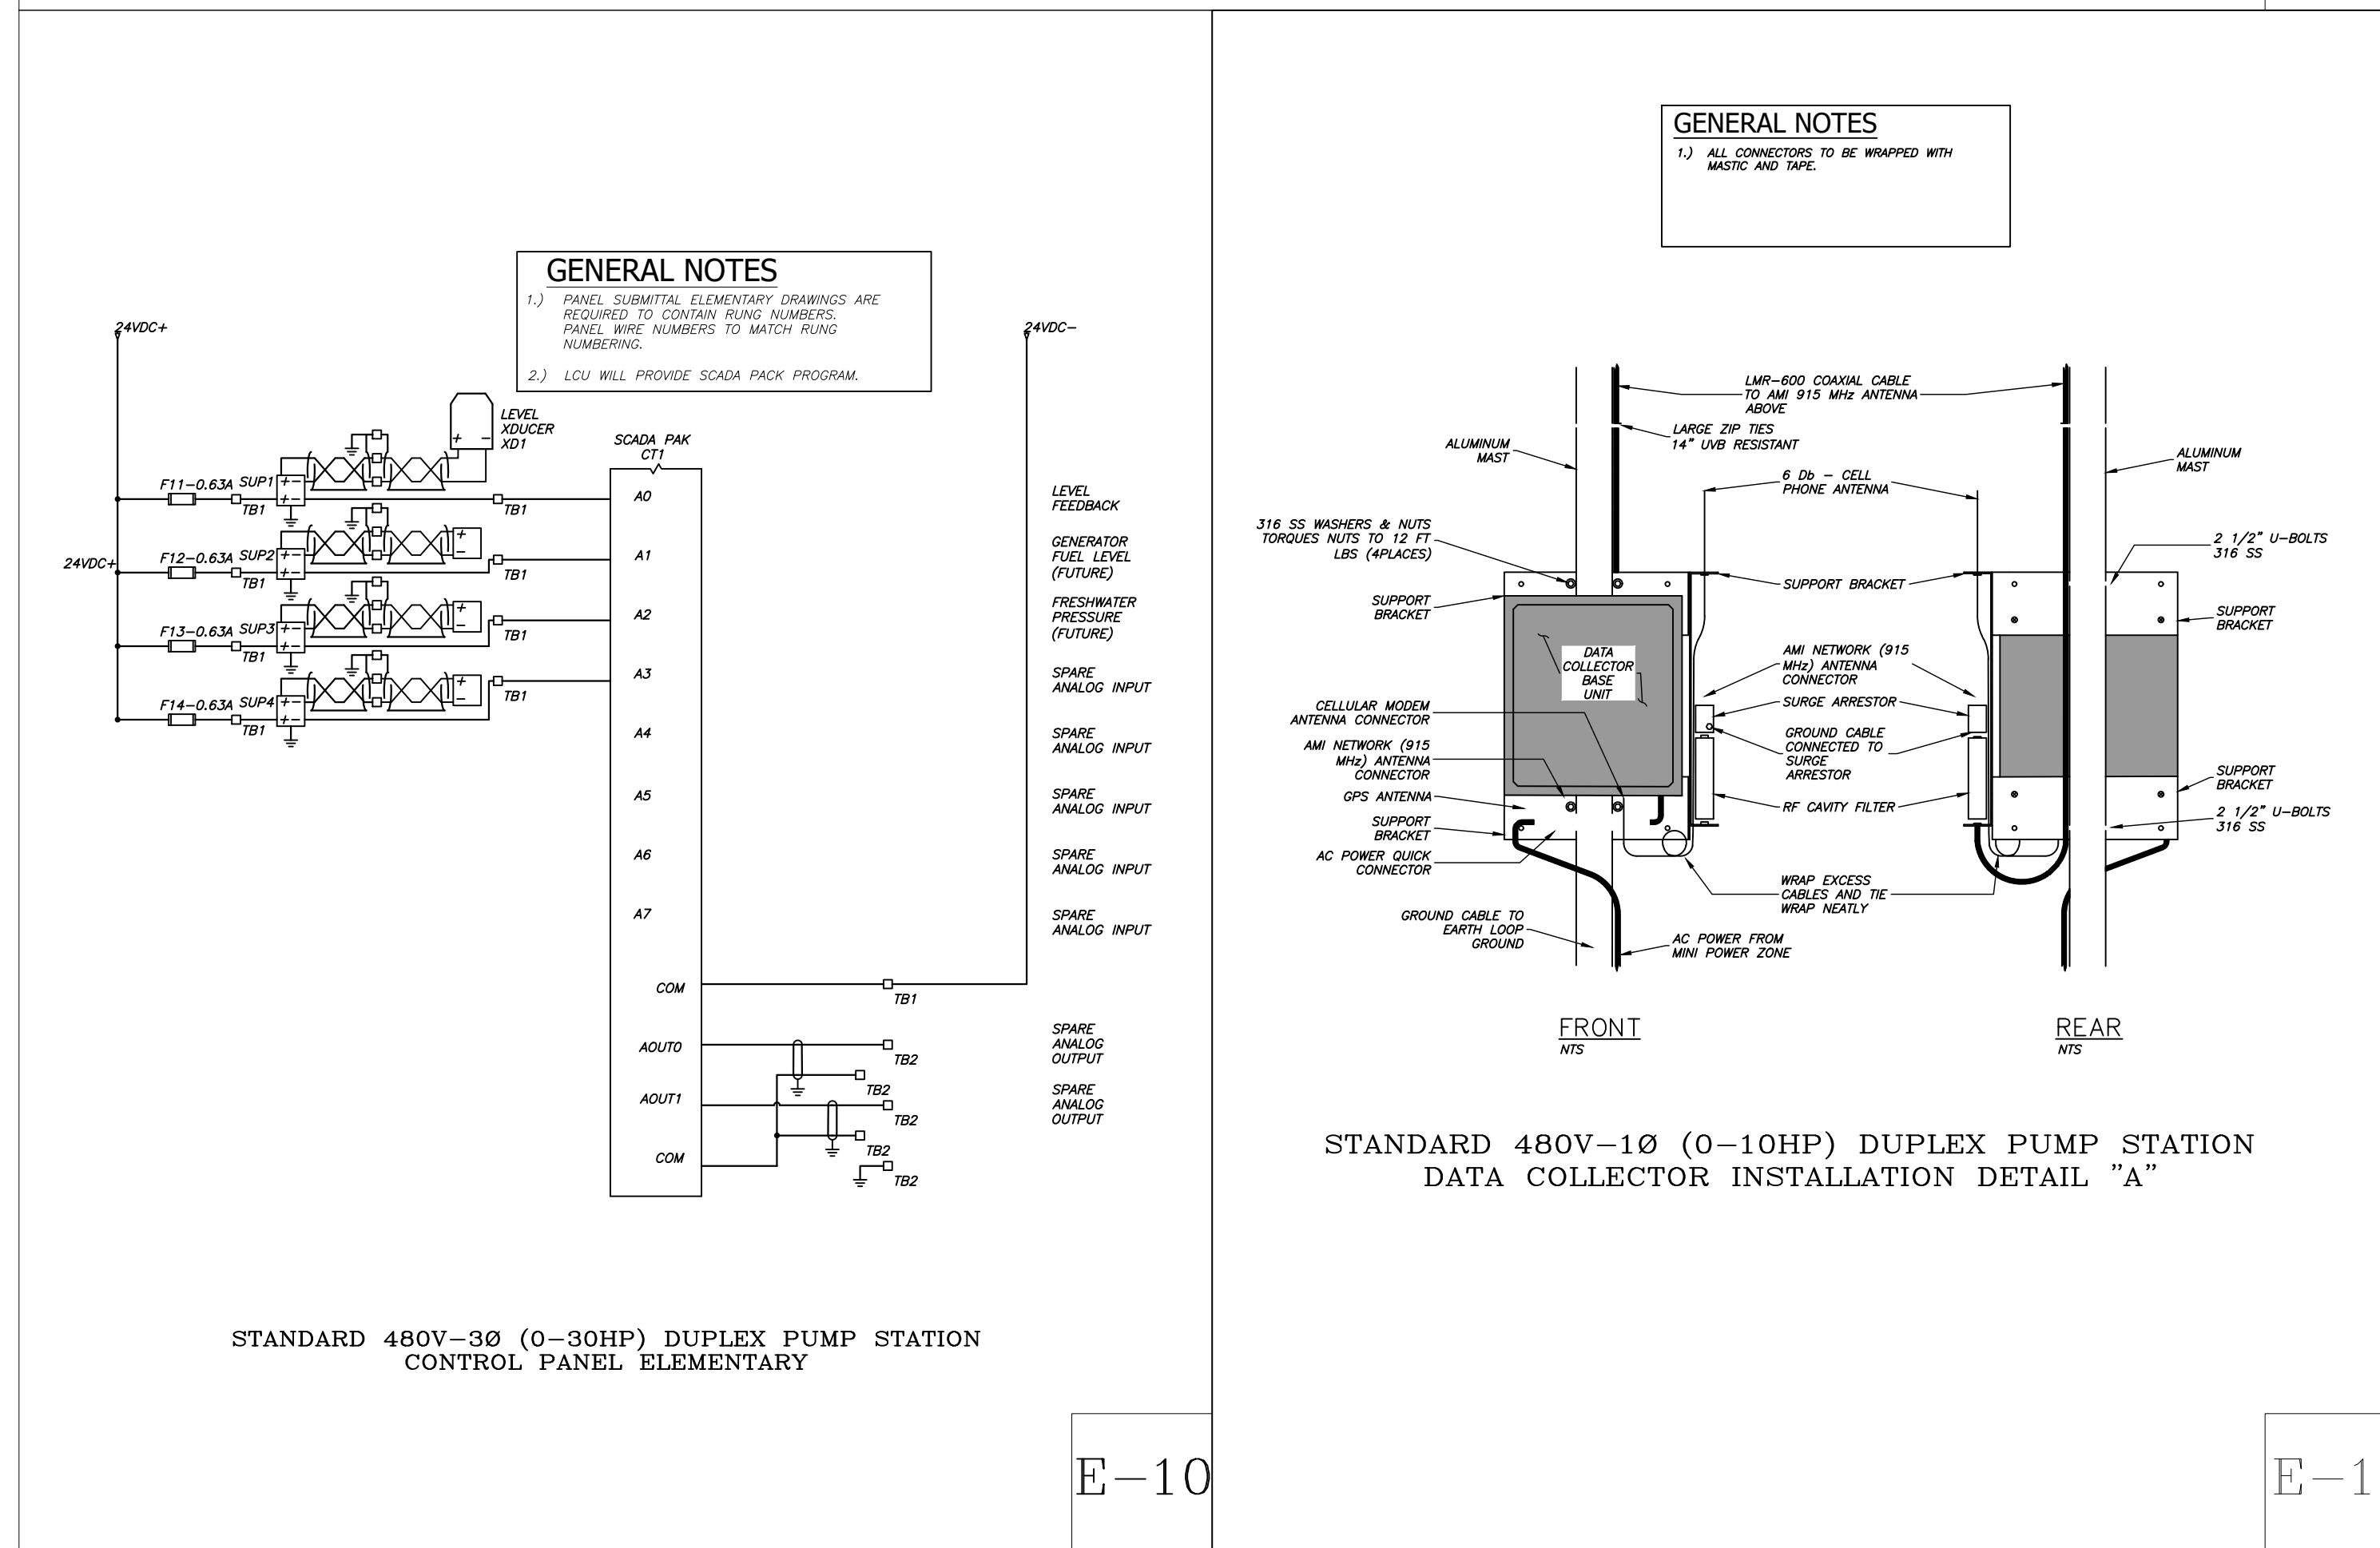 GENERAL NOTES
1.) PANEL SUBMITTAL ELEMENTARY DRAWINGS ARE
REQUIRED TO CONTAIN RUNG NUMBERS.
PANEL WIRE NUMBERS TO MATCH RUNG
NUMBERING.
2.) LCU WILL PROVIDE SCADA PACK PROGRAM.
24VDC+
24VDC-
LEVEL
XDUCER
XD1
+ -
SCADA PAK
CT1
F11-0.63A SUP1
+-
+-
TB1
TB1
A0
LEVEL
FEEDBACK
24VDC+
F12-0.63A SUP2
+-
+-
+
-
TB1
TB1
A1
GENERATOR
FUEL LEVEL
(FUTURE)
F13-0.63A SUP3
+-
+-
+
-
TB1
TB1
A2
FRESHWATER
PRESSURE
(FUTURE)
F14-0.63A SUP4
+-
+-
+
-
TB1
TB1
A3
SPARE
ANALOG INPUT
A4
SPARE
ANALOG INPUT
A5
SPARE
ANALOG INPUT
A6
SPARE
ANALOG INPUT
A7
SPARE
ANALOG INPUT
COM
TB1
AOUT0
TB2
SPARE
ANALOG
OUTPUT
TB2
AOUT1
TB2
SPARE
ANALOG
OUTPUT
TB2
COM
TB2
STANDARD 480V-3Ø (0-30HP) DUPLEX PUMP STATION
CONTROL PANEL ELEMENTARY
E-10
GENERAL NOTES
1.) ALL CONNECTORS TO BE WRAPPED WITH
MASTIC AND TAPE.
LMR-600 COAXIAL CABLE
TO AMI 915 MHz ANTENNA
ABOVE
LARGE ZIP TIES
14" UVB RESISTANT
ALUMINUM
MAST
6 Db - CELL
PHONE ANTENNA
ALUMINUM
MAST
316 SS WASHERS & NUTS
TORQUES NUTS TO 12 FT
LBS (4PLACES)
2 1/2" U-BOLTS
316 SS
SUPPORT BRACKET
SUPPORT
BRACKET
SUPPORT
BRACKET
DATA
COLLECTOR
BASE
UNIT
AMI NETWORK (915
MHz) ANTENNA
CONNECTOR
CELLULAR MODEM
ANTENNA CONNECTOR
SURGE ARRESTOR
AMI NETWORK (915
MHz) ANTENNA
CONNECTOR
GROUND CABLE
CONNECTED TO
SURGE
ARRESTOR
SUPPORT
BRACKET
GPS ANTENNA
RF CAVITY FILTER
2 1/2" U-BOLTS
316 SS
SUPPORT
BRACKET
AC POWER QUICK
CONNECTOR
WRAP EXCESS
CABLES AND TIE
WRAP NEATLY
GROUND CABLE TO
EARTH LOOP
GROUND
AC POWER FROM
MINI POWER ZONE
FRONT
NTS
REAR
NTS
STANDARD 480V-1Ø (0-10HP) DUPLEX PUMP STATION
DATA COLLECTOR INSTALLATION DETAIL "A"
E-1